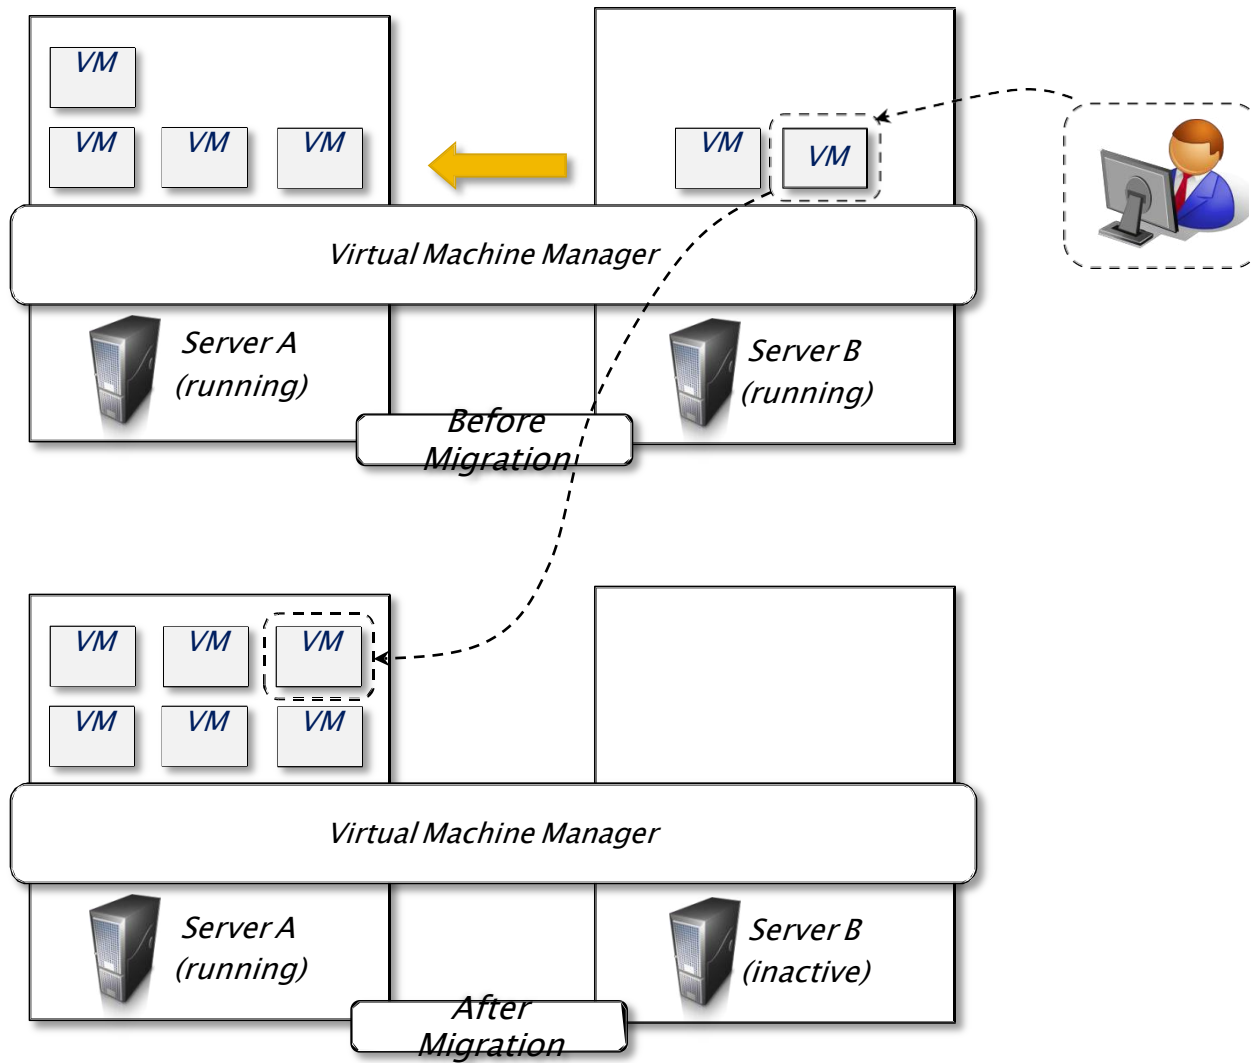 VM
VM VM VM
VM VM
Virtual Machine Manager
Server A
(running)
Server B
(running)
Before
Migration
VM VM VM
VM VM VM
Virtual Machine Manager
Server A
(running)
Server B
(inactive)
After
Migration